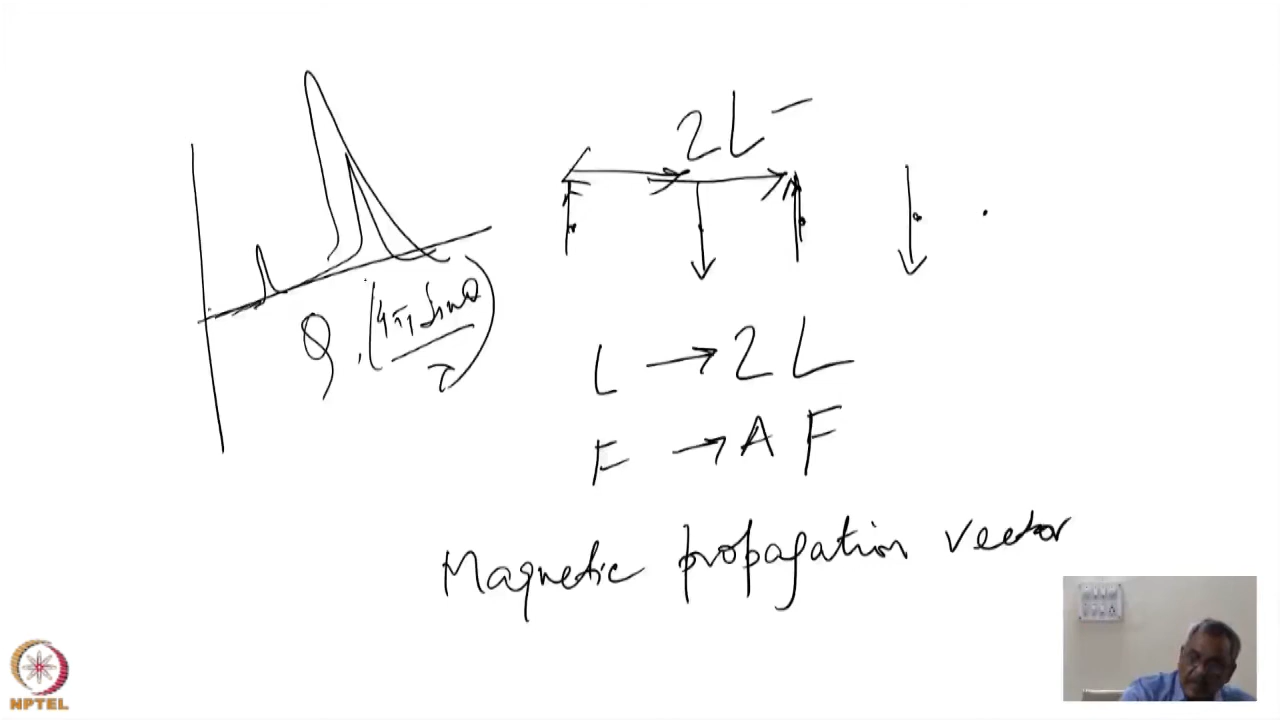 2L
Q (4π sinθ
λ)
L → 2L
F → AF
Magnetic propagation vector
NPTEL